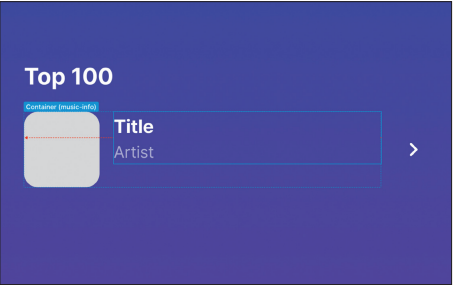 Top 100
Container (music-info)
Title
Artist